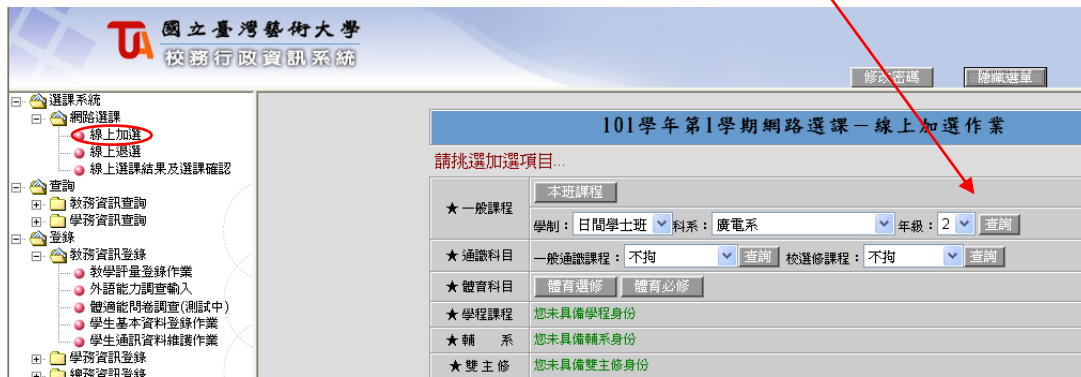 國立臺灣藝術大學
校務行政資訊系統
修改密碼 隱藏選單
選課系統
網路選課
線上加選
線上退選
線上選課結果及選課確認
查詢
教務資訊查詢
學務資訊查詢
登錄
教務資訊登錄
教學評量登錄作業
外語能力調查輸入
體適能問卷調查(測試中)
學生基本資料登錄作業
學生通訊資料維護作業
學務資訊登錄
總務資訊登錄
101學年第1學期網路選課－線上加選作業
請挑選加選項目...
★一般課程 本班課程
學制：日間學士班 科系：廣電系 年級：2 查詢
★通識科目 一般通識課程：不拘 查詢 校選修課程：不拘 查詢
★體育科目 體育選修 體育必修
★學程課程 您未具備學程身份
★輔 系 您未具備輔系身份
★雙主修 您未具備雙主修身份